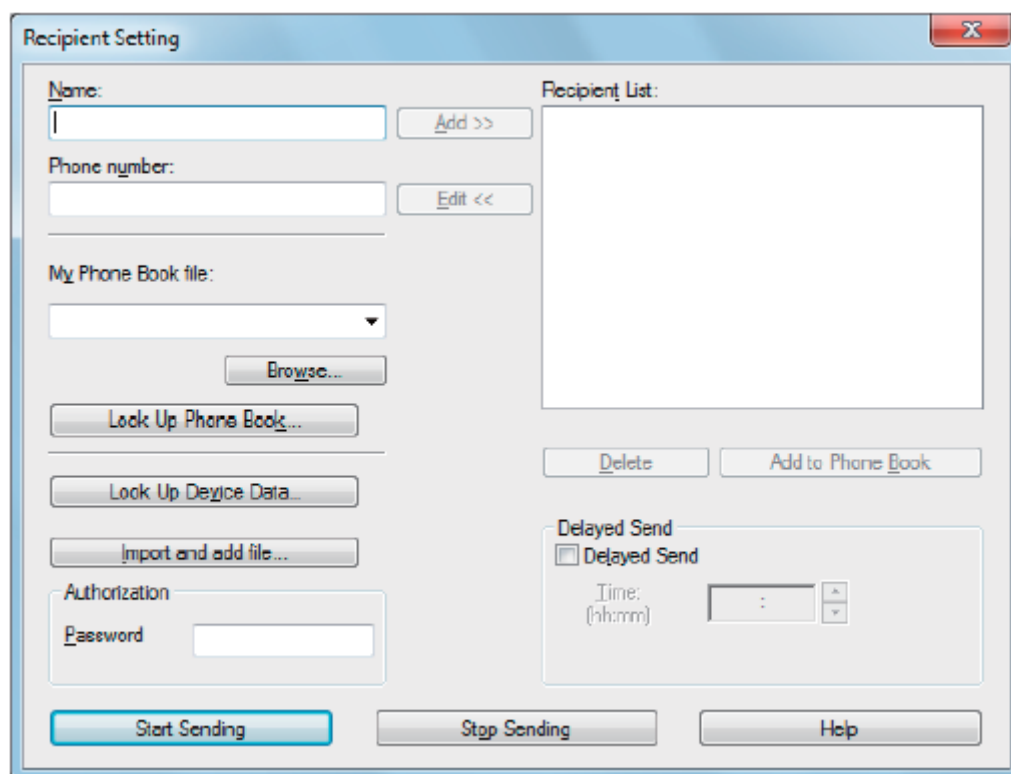 Recipient Setting
Name:
Add >>
Phone number:
Edit <<
My Phone Book file:
Browse...
Look Up Phone Book...
Look Up Device Data...
Import and add file...
Authorization
Password
Recipient List:
Delete
Add to Phone Book
Delayed Send
Delayed Send
Time:
(hh:mm)
:
Start Sending
Stop Sending
Help